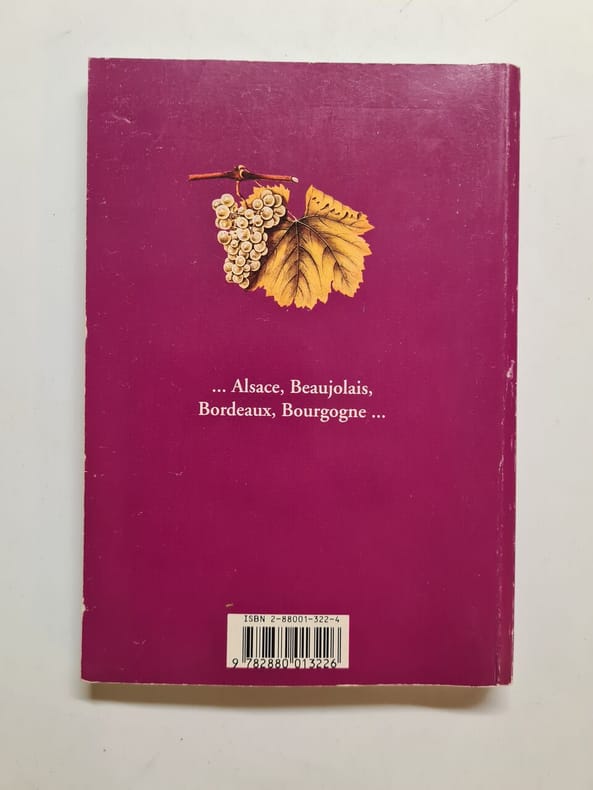 ... Alsace, Beaujolais,
Bordeaux, Bourgogne ...
ISBN 2-88001-322-4
9 782880 013226